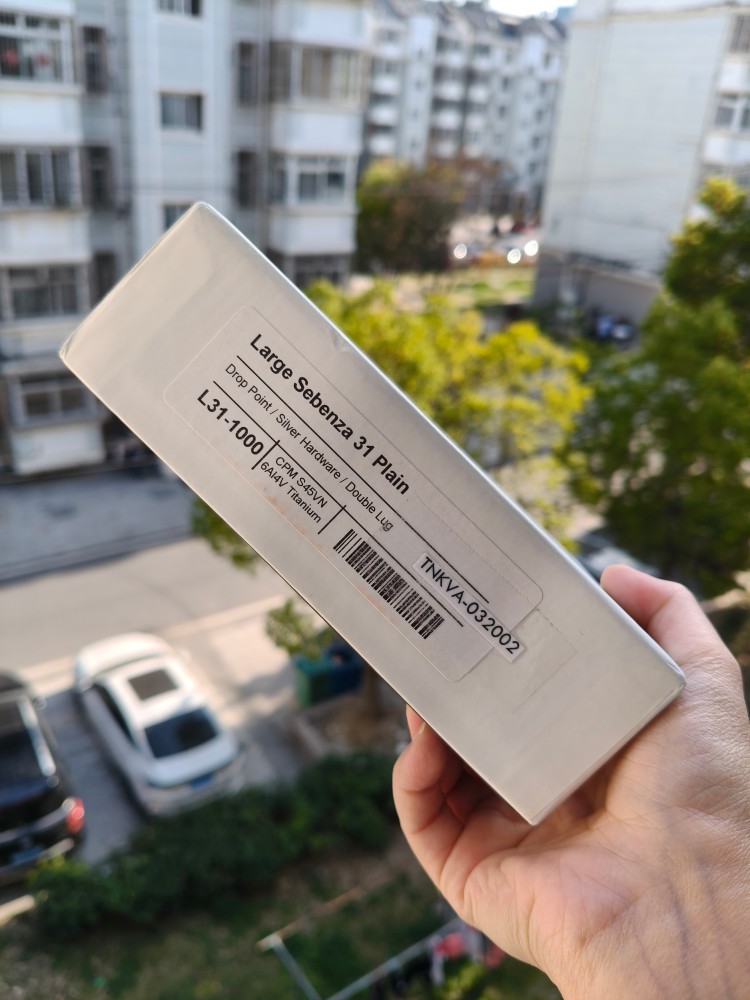 Large Sebenza 31 Plain
Drop Point / Silver Hardware / Double Lug
L31-1000
CPM S45VN
6Al4V Titanium
TNKVA-032002